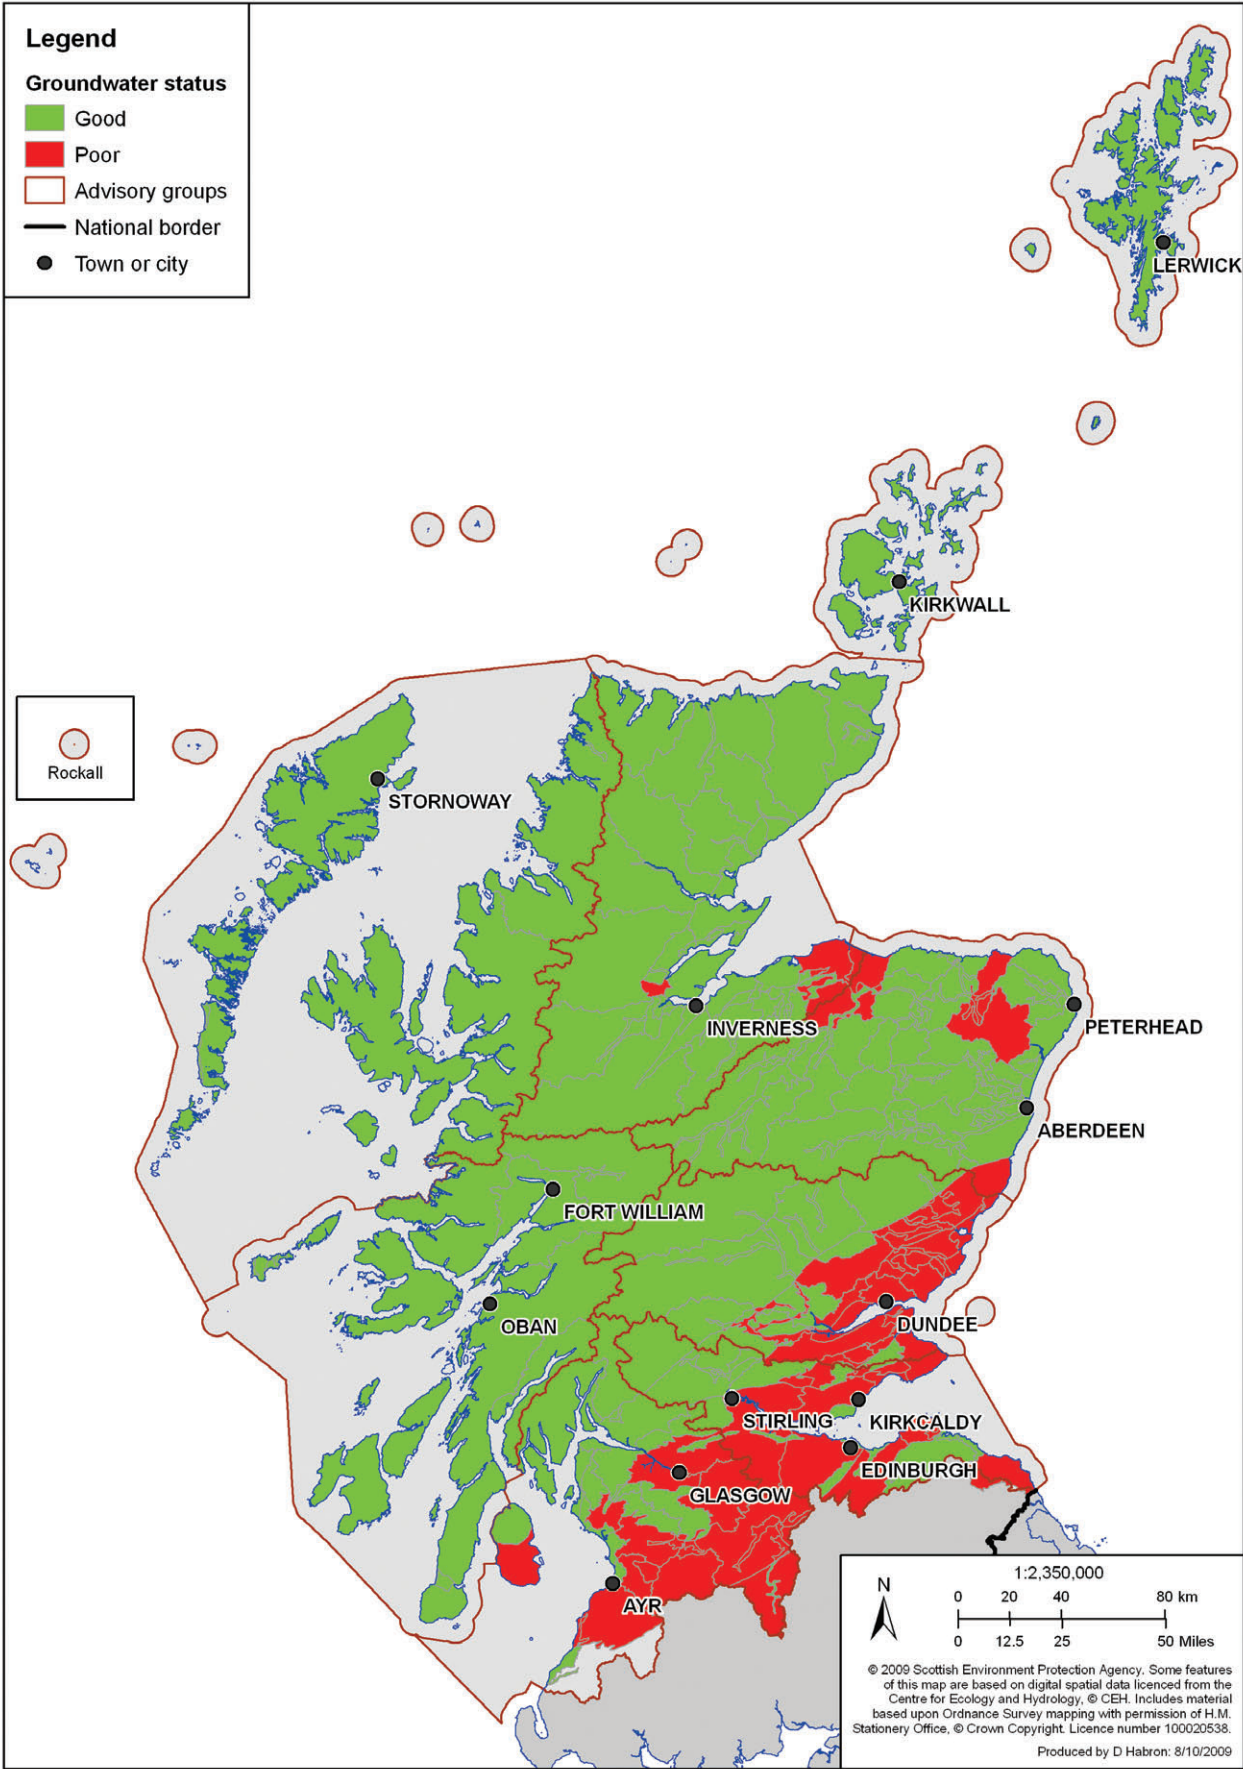 Legend
Groundwater status
Good
Poor
Advisory groups
National border
Town or city
LERWICK
KIRKWALL
Rockall
STORNOWAY
INVERNESS
PETERHEAD
ABERDEEN
FORT WILLIAM
OBAN
DUNDEE
STIRLING
KIRKCALDY
EDINBURGH
GLASGOW
AYR
N
1:2,350,000
0 20 40 80 km
0 12.5 25 50 Miles
© 2009 Scottish Environment Protection Agency. Some features
of this map are based on digital spatial data licenced from the
Centre for Ecology and Hydrology, © CEH. Includes material
based upon Ordnance Survey mapping with permission of H.M.
Stationery Office, © Crown Copyright. Licence number 100020538.
Produced by D Habron: 8/10/2009